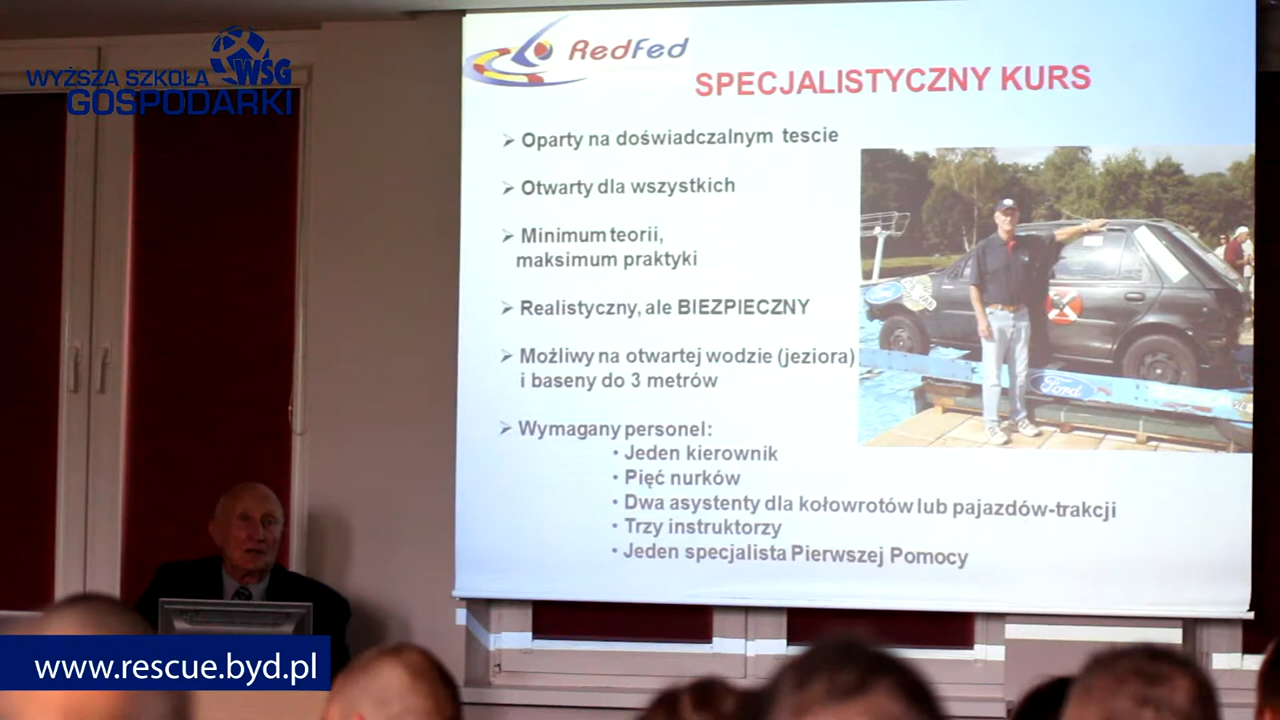 WYŻSZA SZKOŁA WSG
GOSPODARKI
RedFed
SPECJALISTYCZNY KURS
Oparty na doświadczalnym tescie
Otwarty dla wszystkich
Minimum teorii,
maksimum praktyki
Realistyczny, ale BIEZPIECZNY
Możliwy na otwartej wodzie (jeziora)
i baseny do 3 metrów
Wymagany personel:
• Jeden kierownik
• Pięć nurków
• Dwa asystenty dla kołowrotów lub pajazdów-trakcji
• Trzy instruktorzy
• Jeden specjalista Pierwszej Pomocy
Ford
Ford
www.rescue.byd.pl